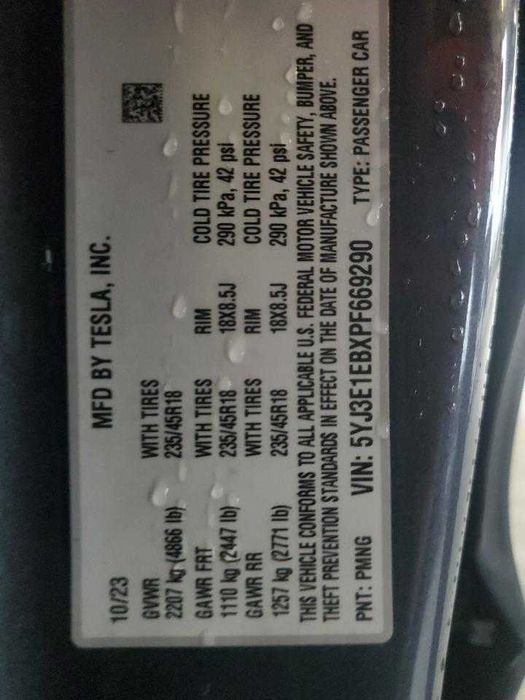 MFD BY TESLA, INC.
10/23
GVWR WITH TIRES
2207 kg (4866 lb) 235/45R18
GAWR FRT WITH TIRES RIM COLD TIRE PRESSURE
1110 kg (2447 lb) 235/45R18 18X8.5J 290 kPa, 42 psi
GAWR RR WITH TIRES RIM COLD TIRE PRESSURE
1257 kg (2771 lb) 235/45R18 18X8.5J 290 kPa, 42 psi
THIS VEHICLE CONFORMS TO ALL APPLICABLE U.S. FEDERAL MOTOR VEHICLE SAFETY, BUMPER, AND
THEFT PREVENTION STANDARDS IN EFFECT ON THE DATE OF MANUFACTURE SHOWN ABOVE.
PNT: PMNG VIN: 5YJ3E1EBXPF669290 TYPE: PASSENGER CAR